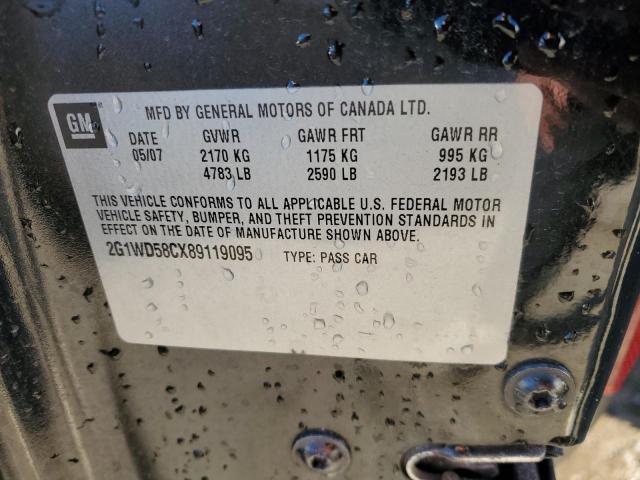 GM
MFD BY GENERAL MOTORS OF CANADA LTD.
DATE GVWR GAWR FRT GAWR RR
05/07 2170 KG 1175 KG 995 KG
4783 LB 2590 LB 2193 LB
THIS VEHICLE CONFORMS TO ALL APPLICABLE U.S. FEDERAL MOTOR
VEHICLE SAFETY, BUMPER, AND THEFT PREVENTION STANDARDS IN
EFFECT ON THE DATE OF MANUFACTURE SHOWN ABOVE.
2G1WD58CX89119095 TYPE: PASS CAR